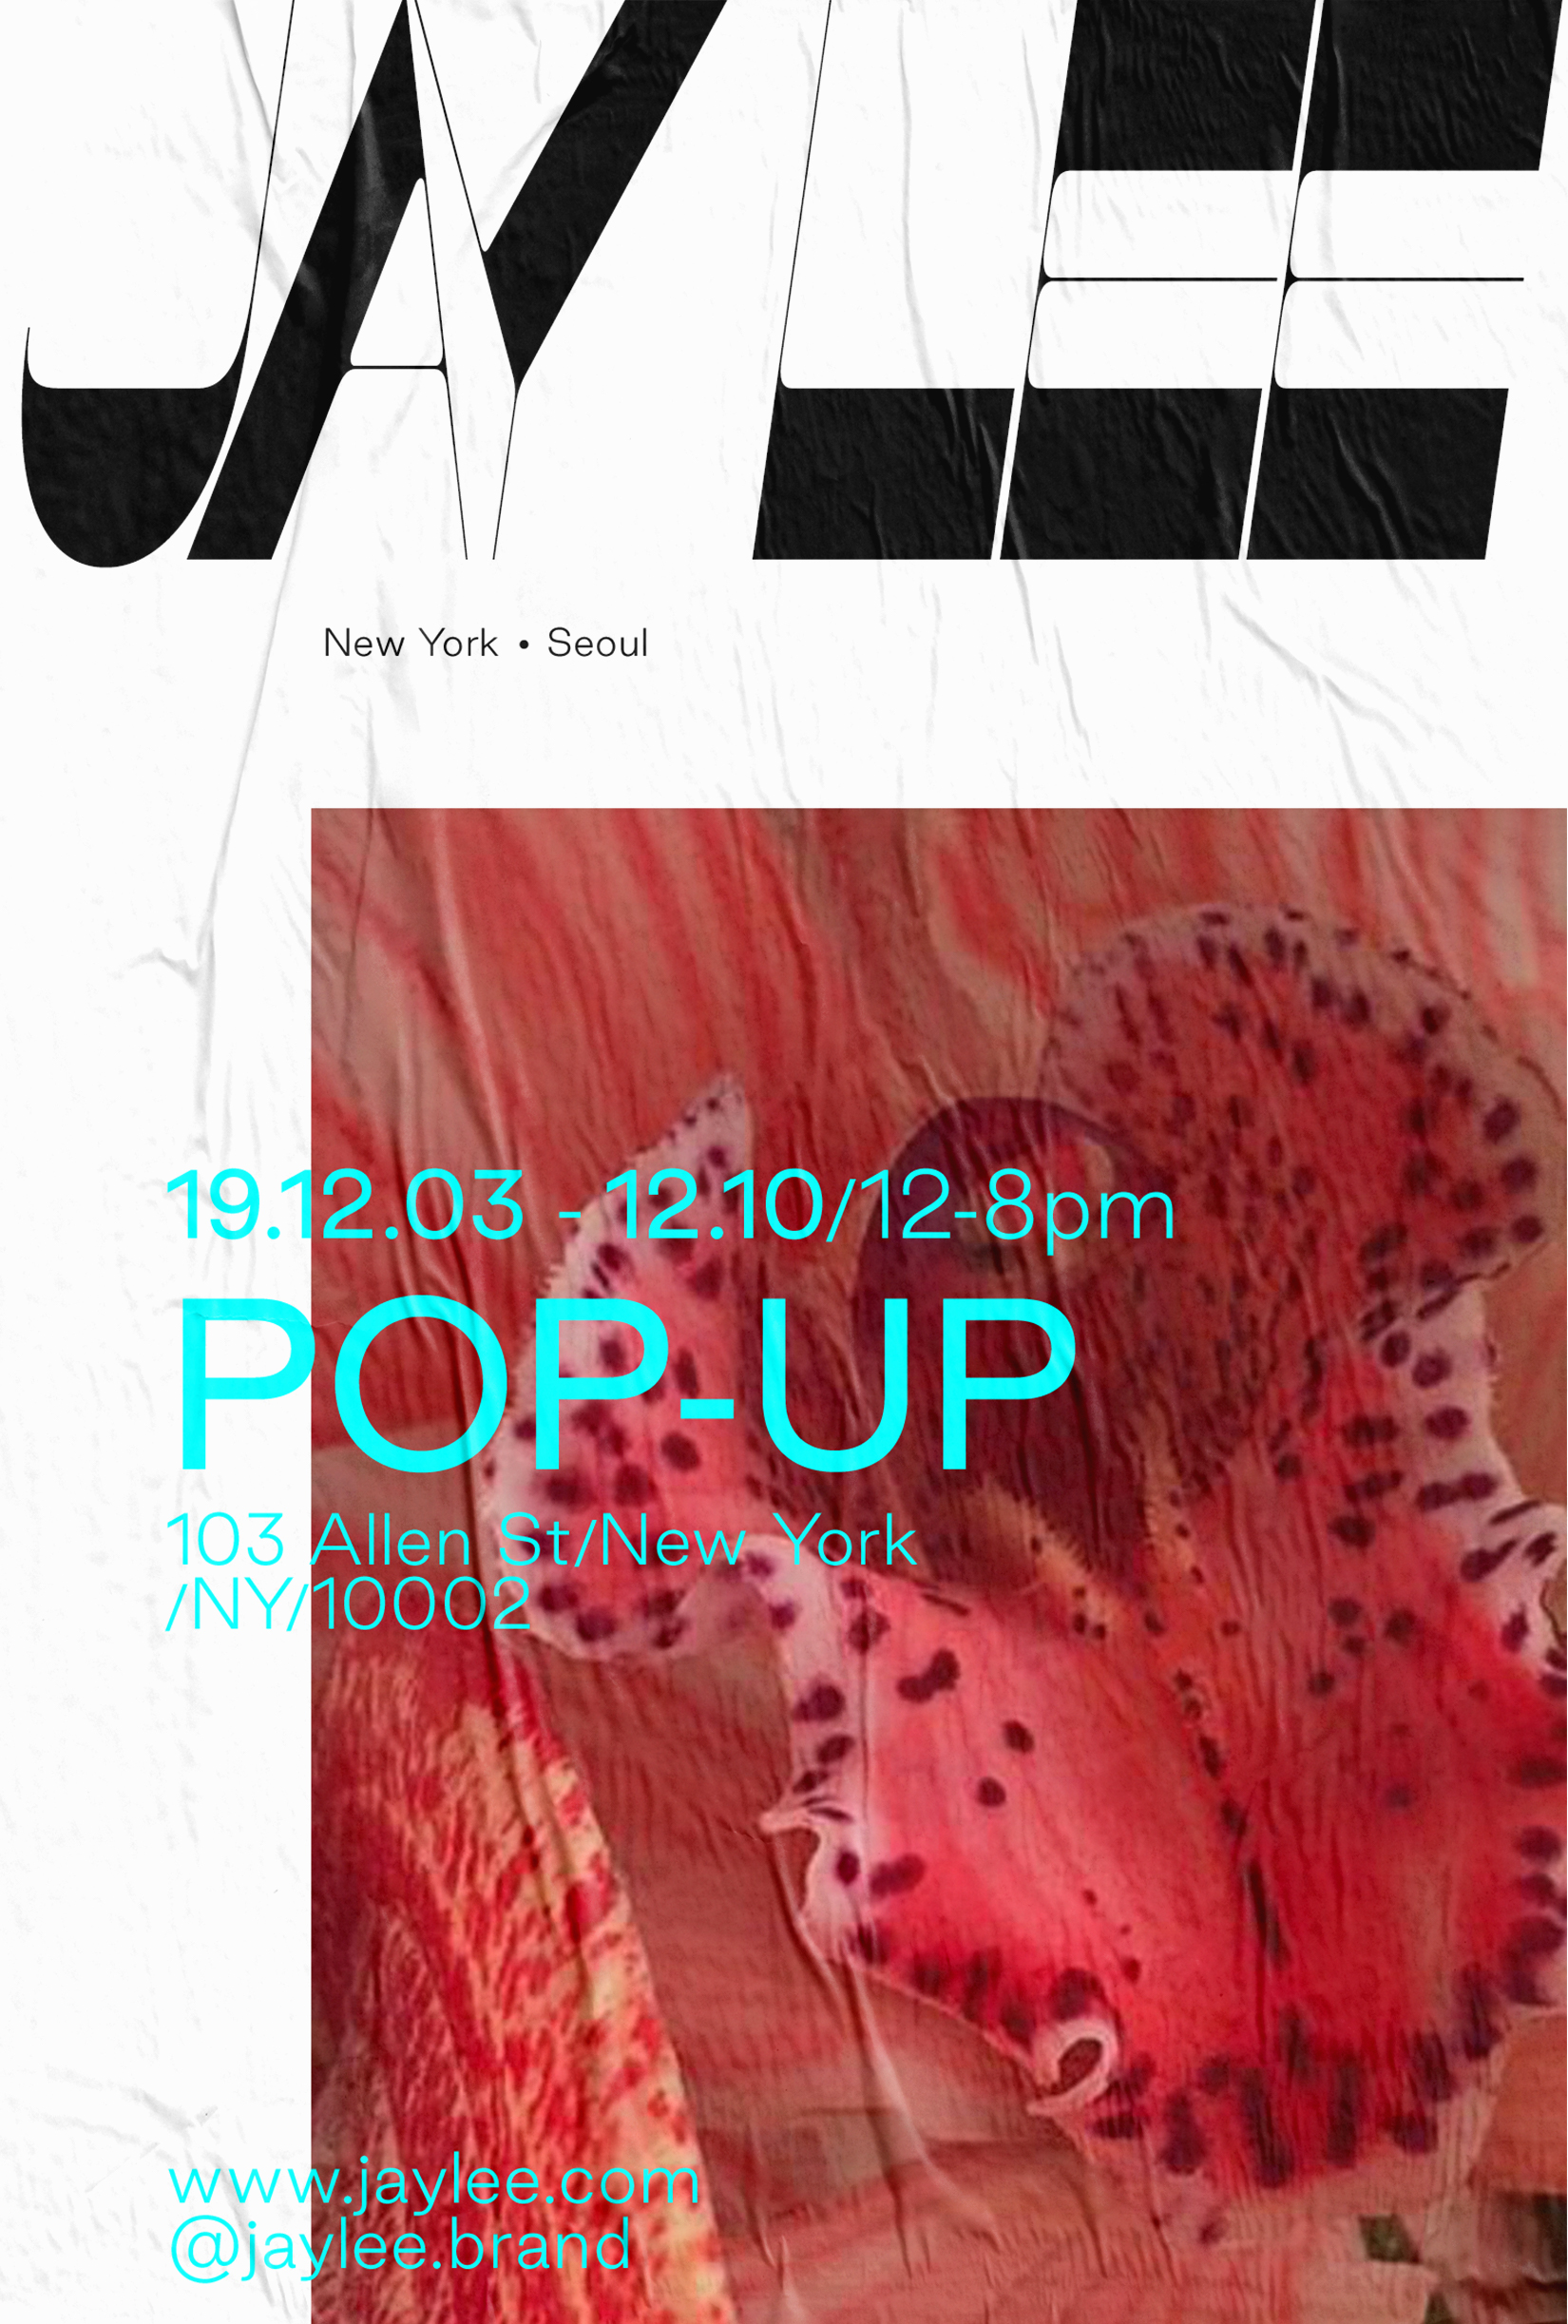 JAY LEE
New York • Seoul
19.12.03 - 12.10/12-8pm
POP-UP
103 Allen St/New York
/NY/10002
www.jaylee.com
@jaylee.brand